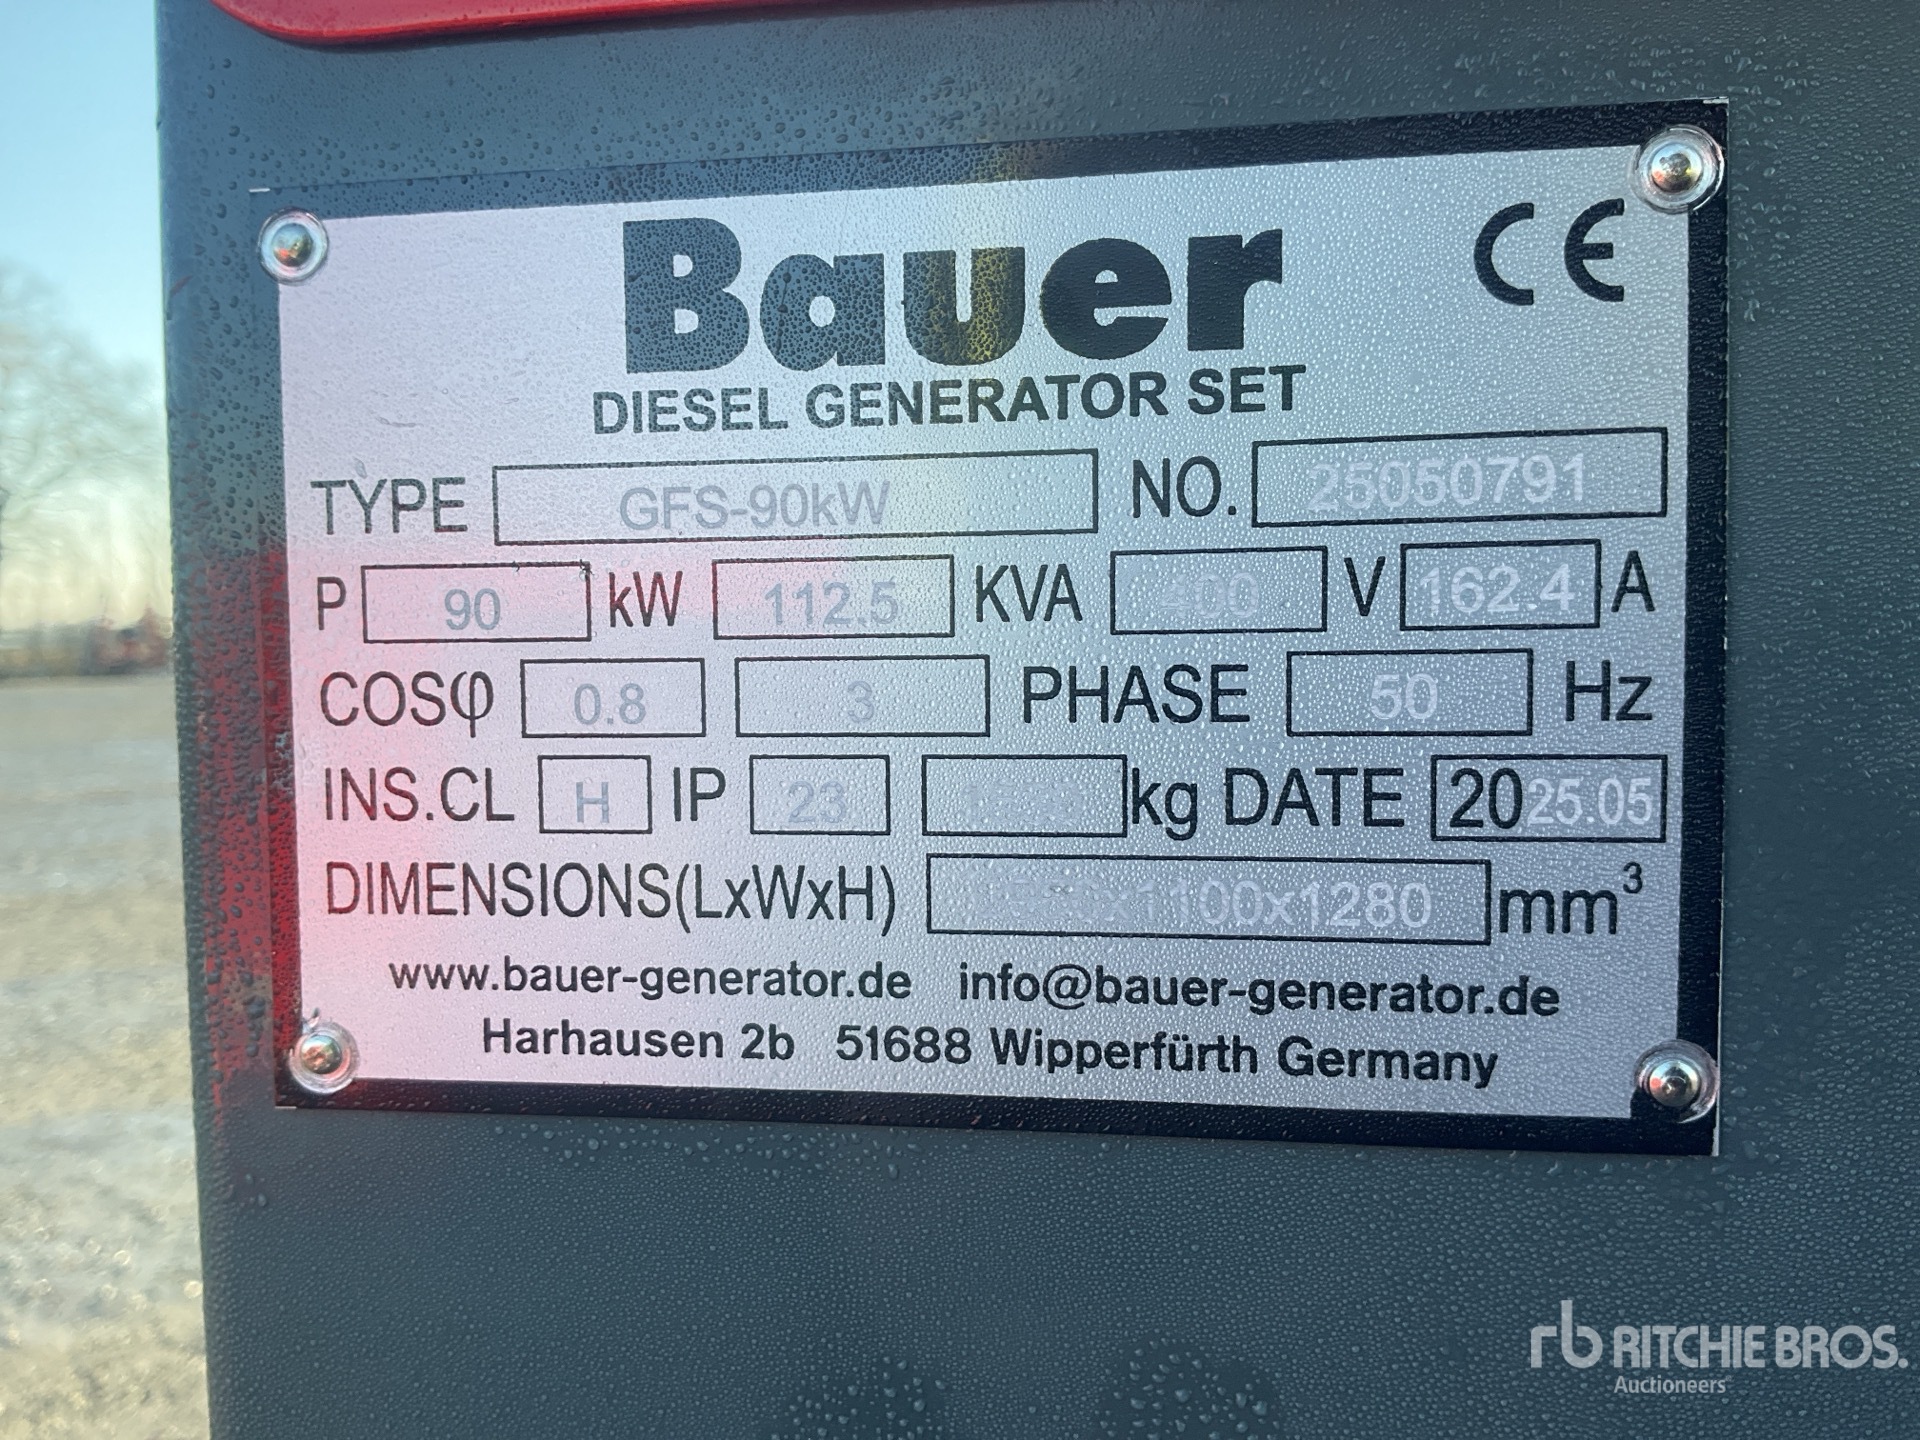 Bauer CE
DIESEL GENERATOR SET
TYPE GFS-90kW NO. 25050791
P 90 kW 112.5 KVA 400 V 162.4 A
COSφ 0.8 3 PHASE 50 Hz
INS.CL H IP 23 kg DATE 2025.05
DIMENSIONS(LxWxH) x1100x1280 mm³
www.bauer-generator.de info@bauer-generator.de
Harhausen 2b 51688 Wipperfürth Germany
rb RITCHIE BROS.
Auctioneers